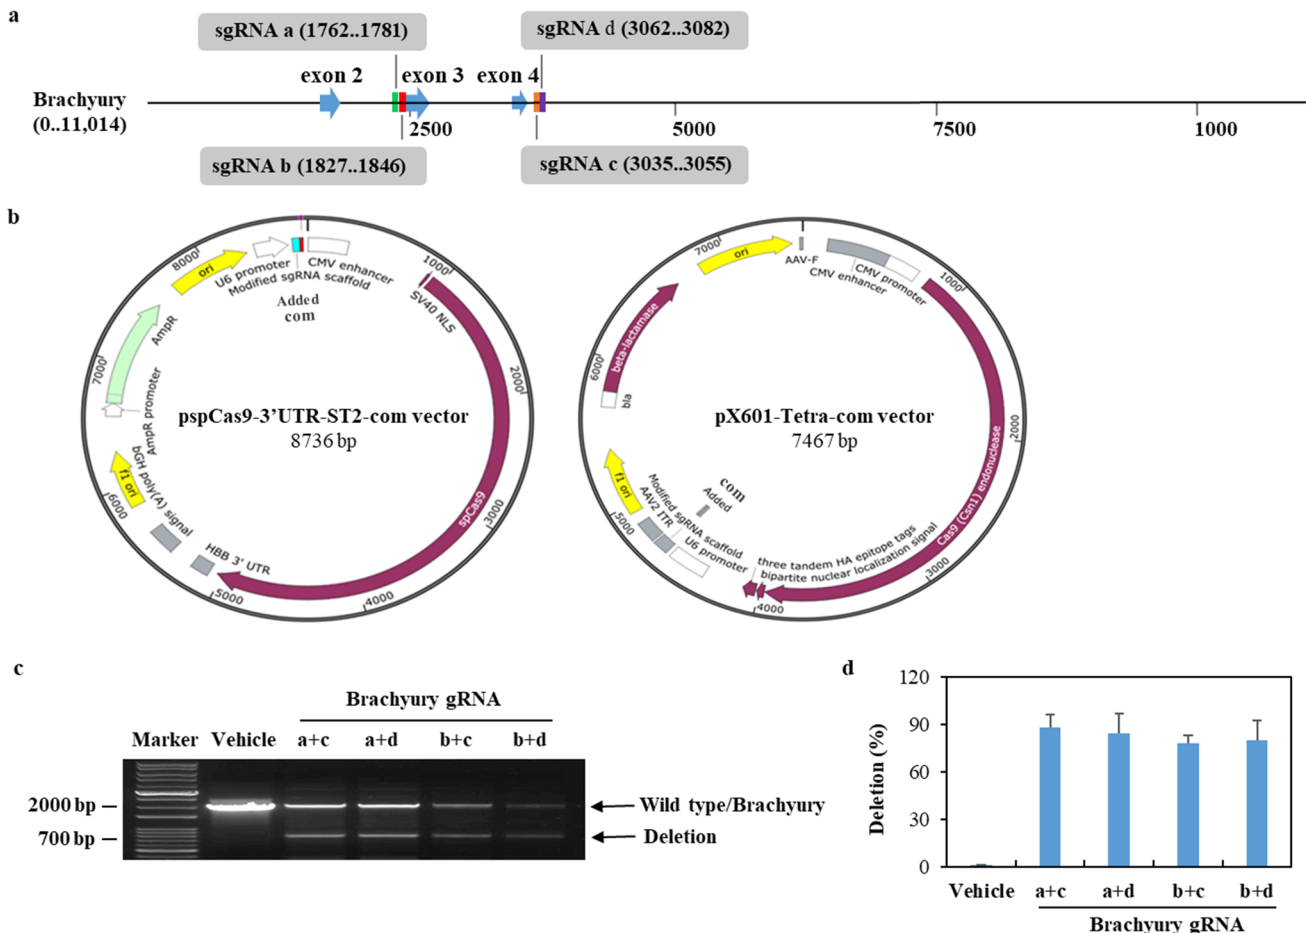 a
sgRNA a (1762..1781)
sgRNA d (3062..3082)
exon 2
exon 3
exon 4
Brachyury
(0..11,014)
2500
5000
7500
1000
sgRNA b (1827..1846)
sgRNA c (3035..3055)
b
8000
ori
U6 promoter
Modified sgRNA scaffold
CMV enhancer
1000
SV40 NLS
Added
com
AmpR
7000
AmpR promoter
2000
pspCas9-3’UTR-ST2-com vector
8736 bp
f1 ori
6000
bGH poly(A) signal
HBB 3' UTR
5000
4000
3000
spCas9
7000
ori
AAV-F
CMV enhancer
CMV promoter
1000
beta-lactamase
6000
bla
pX601-Tetra-com vector
7467 bp
2000
f1 ori
5000
AAV2 ITR
Modified sgRNA scaffold
U6 promoter
com
Added
three tandem HA epitope tags
bipartite nuclear localization signal
Cas9 (Csn1) endonuclease
3000
4000
c
Brachyury gRNA
Marker Vehicle a+c a+d b+c b+d
2000 bp
700 bp
Wild type/Brachyury
Deletion
d
120
90
60
30
0
Deletion (%)
Vehicle a+c a+d b+c b+d
Brachyury gRNA